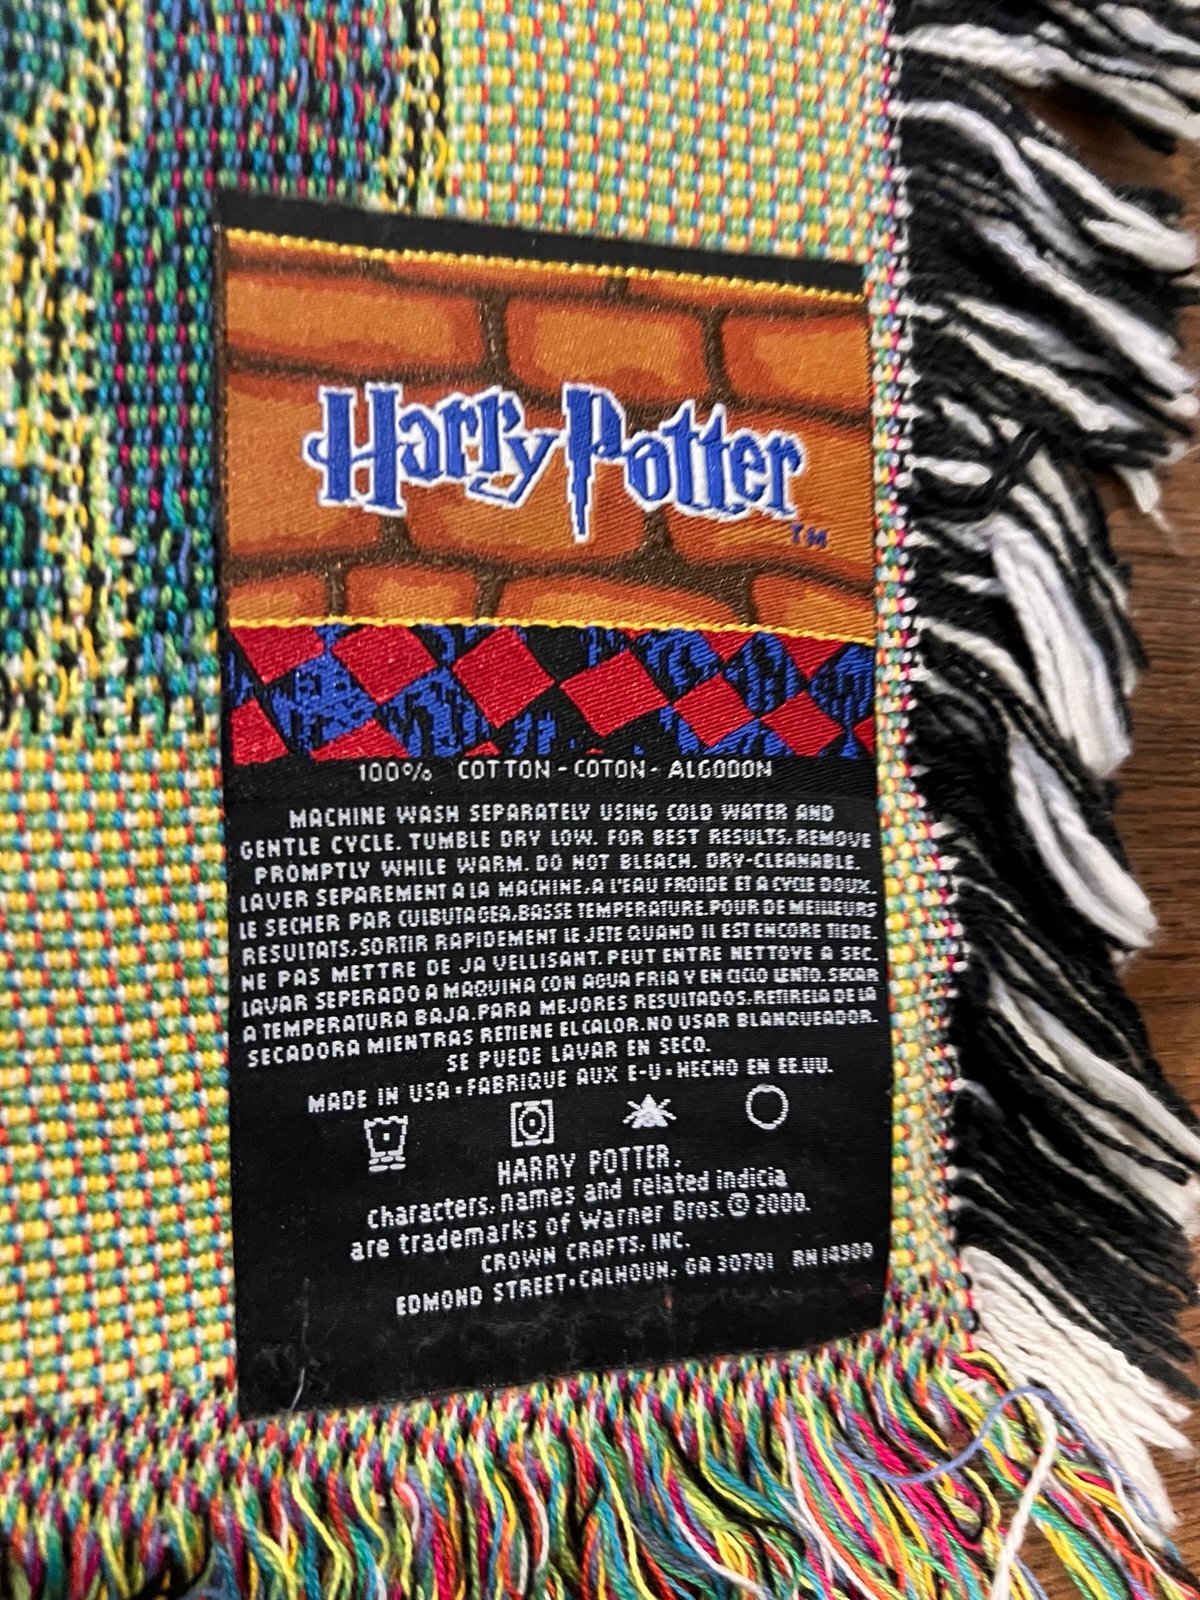 Harry Potter™
100% COTTON - COTON - ALGODON
MACHINE WASH SEPARATELY USING COLD WATER AND
GENTLE CYCLE. TUMBLE DRY LOW. FOR BEST RESULTS, REMOVE
PROMPTLY WHILE WARM. DO NOT BLEACH. DRY-CLEANABLE.
LAVER SEPAREMENT A LA MACHINE, A L'EAU FROIDE ET A CYCLE DOUX.
LE SECHER PAR CULBUTAGEA, BASSE TEMPERATURE. POUR DE MEILLEURS
RESULTATS, SORTIR RAPIDEMENT LE JETE QUAND IL EST ENCORE TIEDE.
NE PAS METTRE DE JAVELLISANT. PEUT ENTRE NETTOYE A SEC.
LAVAR SEPERADO A MAQUINA CON AGUA FRIA Y EN CICLO LENTO. SECAR
A TEMPERATURA BAJA. PARA MEJORES RESULTADOS, RETIRELA DE LA
SECADORA MIENTRAS RETIENE EL CALOR. NO USAR BLANQUEADOR.
SE PUEDE LAVAR EN SECO.
MADE IN USA • FABRIQUE AUX E-U • HECHO EN EE.UU.
HARRY POTTER,
characters, names and related indicia
are trademarks of Warner Bros. © 2000.
CROWN CRAFTS, INC.
EDMOND STREET • CALHOUN, GA 30701 RN 14300